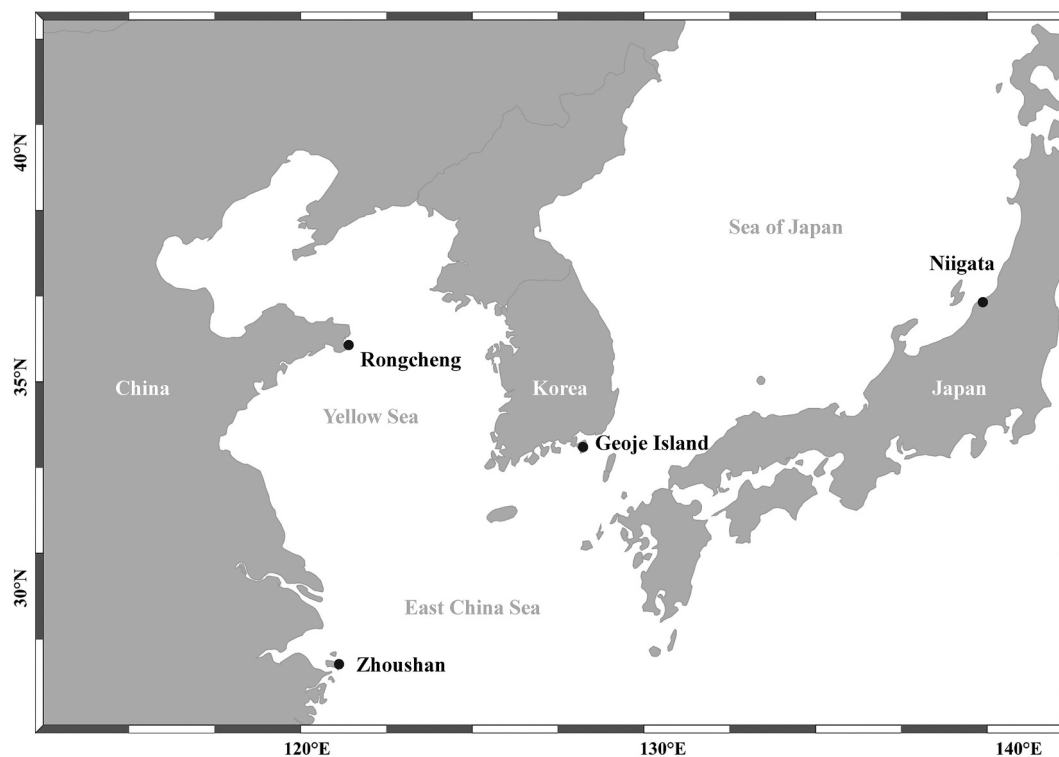 40°N
35°N
30°N
Sea of Japan
Niigata
Rongcheng
China
Korea
Japan
Yellow Sea
Geoje Island
East China Sea
Zhoushan
120°E
130°E
140°E